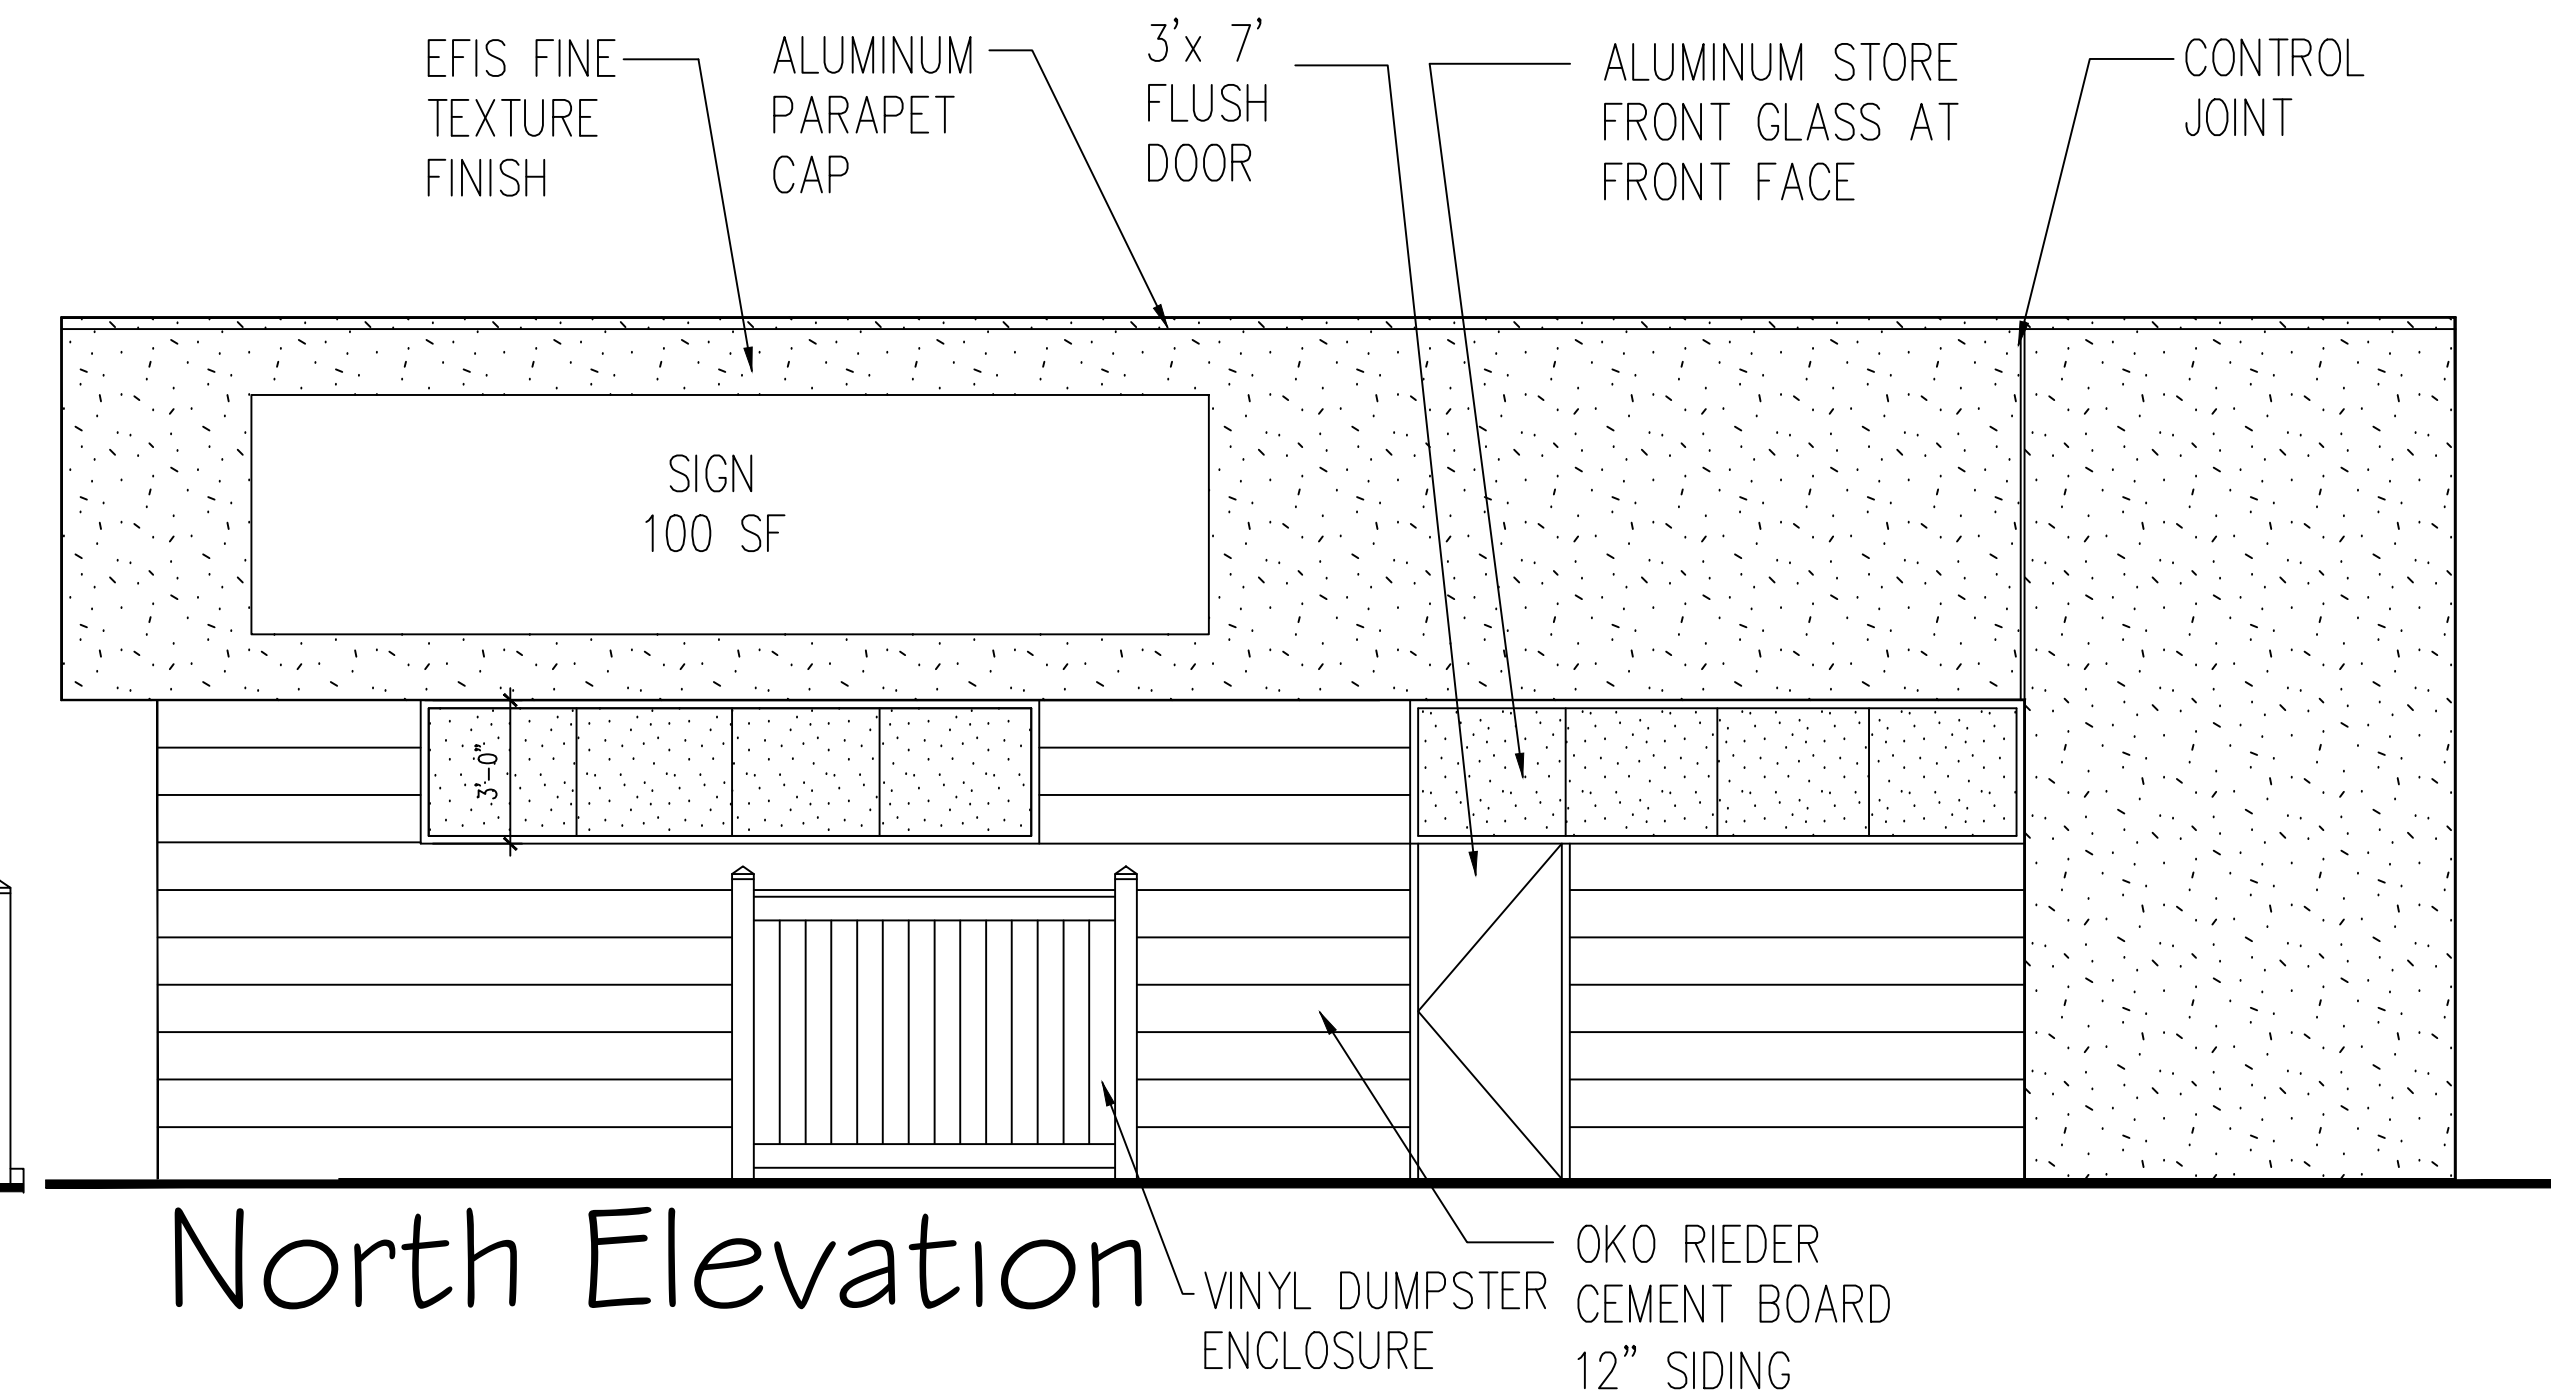 EFIS FINE
TEXTURE
FINISH
ALUMINUM
PARAPET
CAP
3'x 7'
FLUSH
DOOR
ALUMINUM STORE
FRONT GLASS AT
FRONT FACE
CONTROL
JOINT
SIGN
100 SF
3'-0"
North Elevation
VINYL DUMPSTER
ENCLOSURE
OKO RIEDER
CEMENT BOARD
12" SIDING